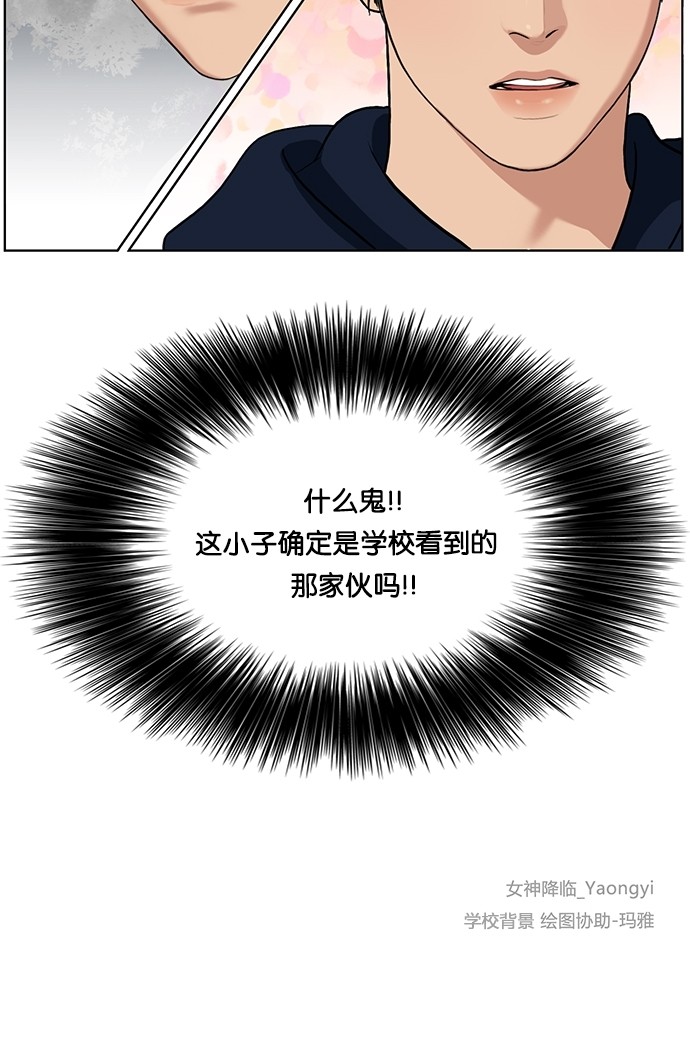 什么鬼!!
这小子确定是学校看到的
那家伙吗!!
女神降临_Yaongyi
学校背景 绘图协助-玛雅